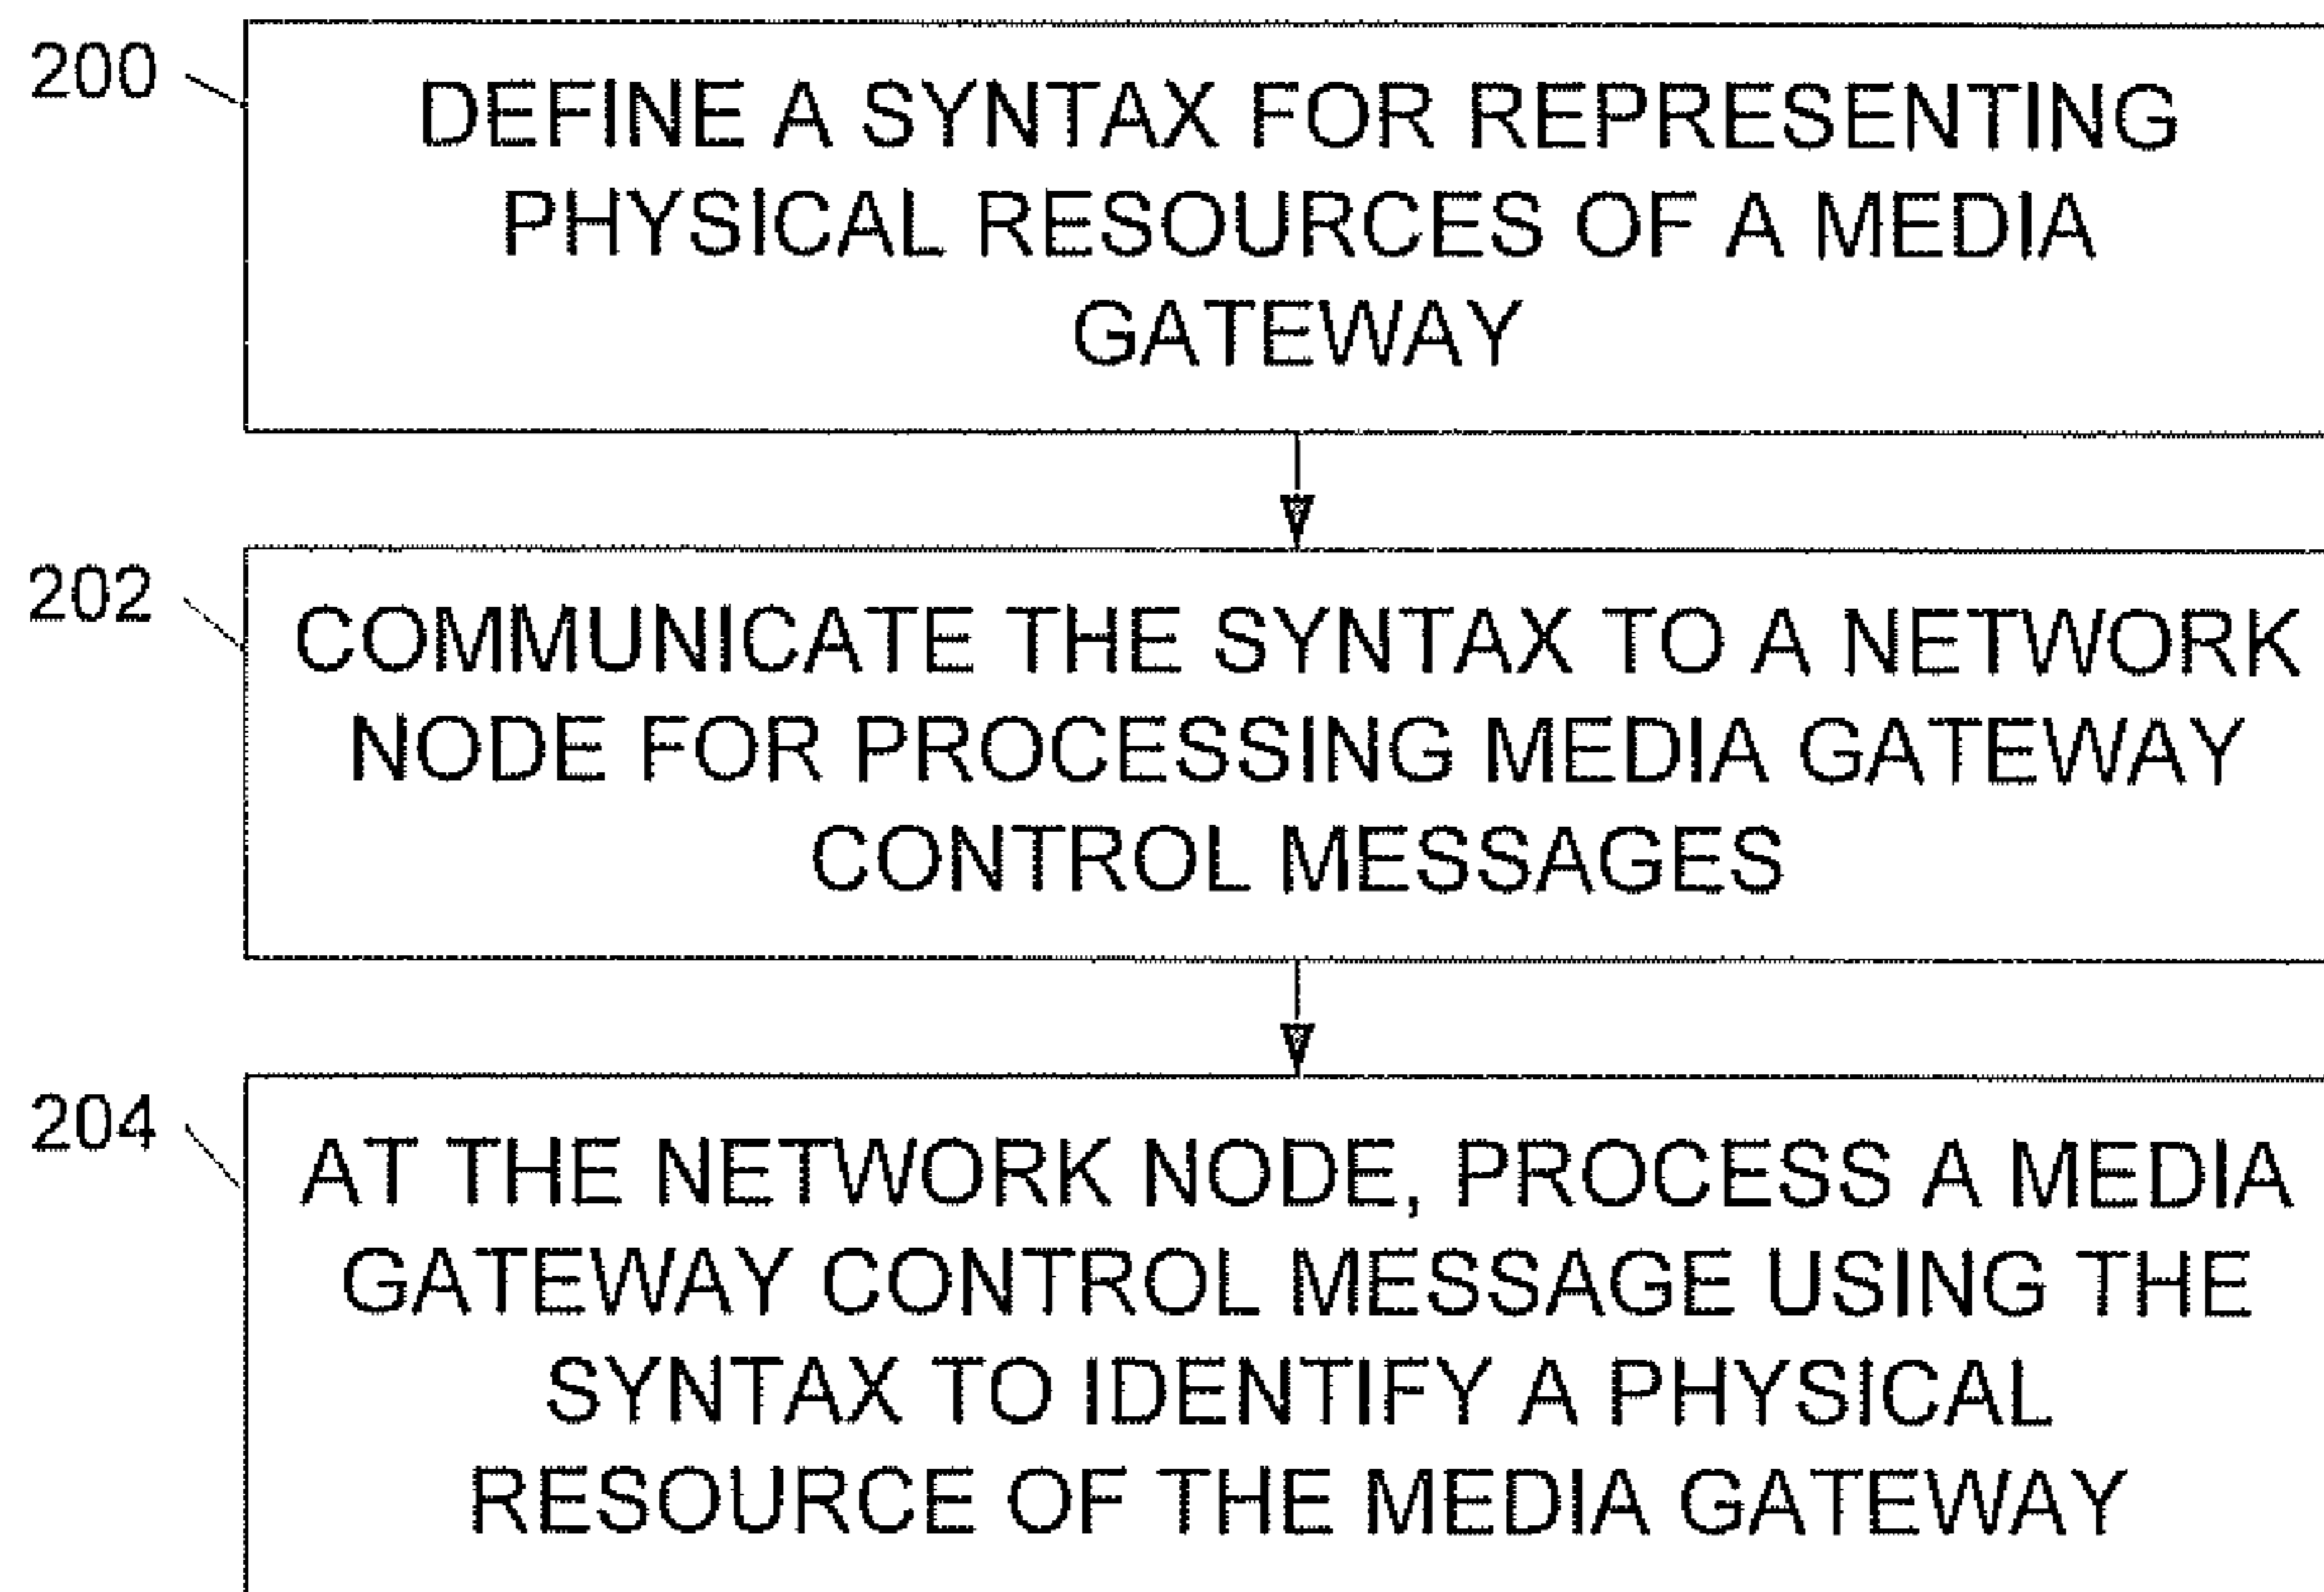 200
DEFINE A SYNTAX FOR REPRESENTING
PHYSICAL RESOURCES OF A MEDIA
GATEWAY
202
COMMUNICATE THE SYNTAX TO A NETWORK
NODE FOR PROCESSING MEDIA GATEWAY
CONTROL MESSAGES
204
AT THE NETWORK NODE, PROCESS A MEDIA
GATEWAY CONTROL MESSAGE USING THE
SYNTAX TO IDENTIFY A PHYSICAL
RESOURCE OF THE MEDIA GATEWAY